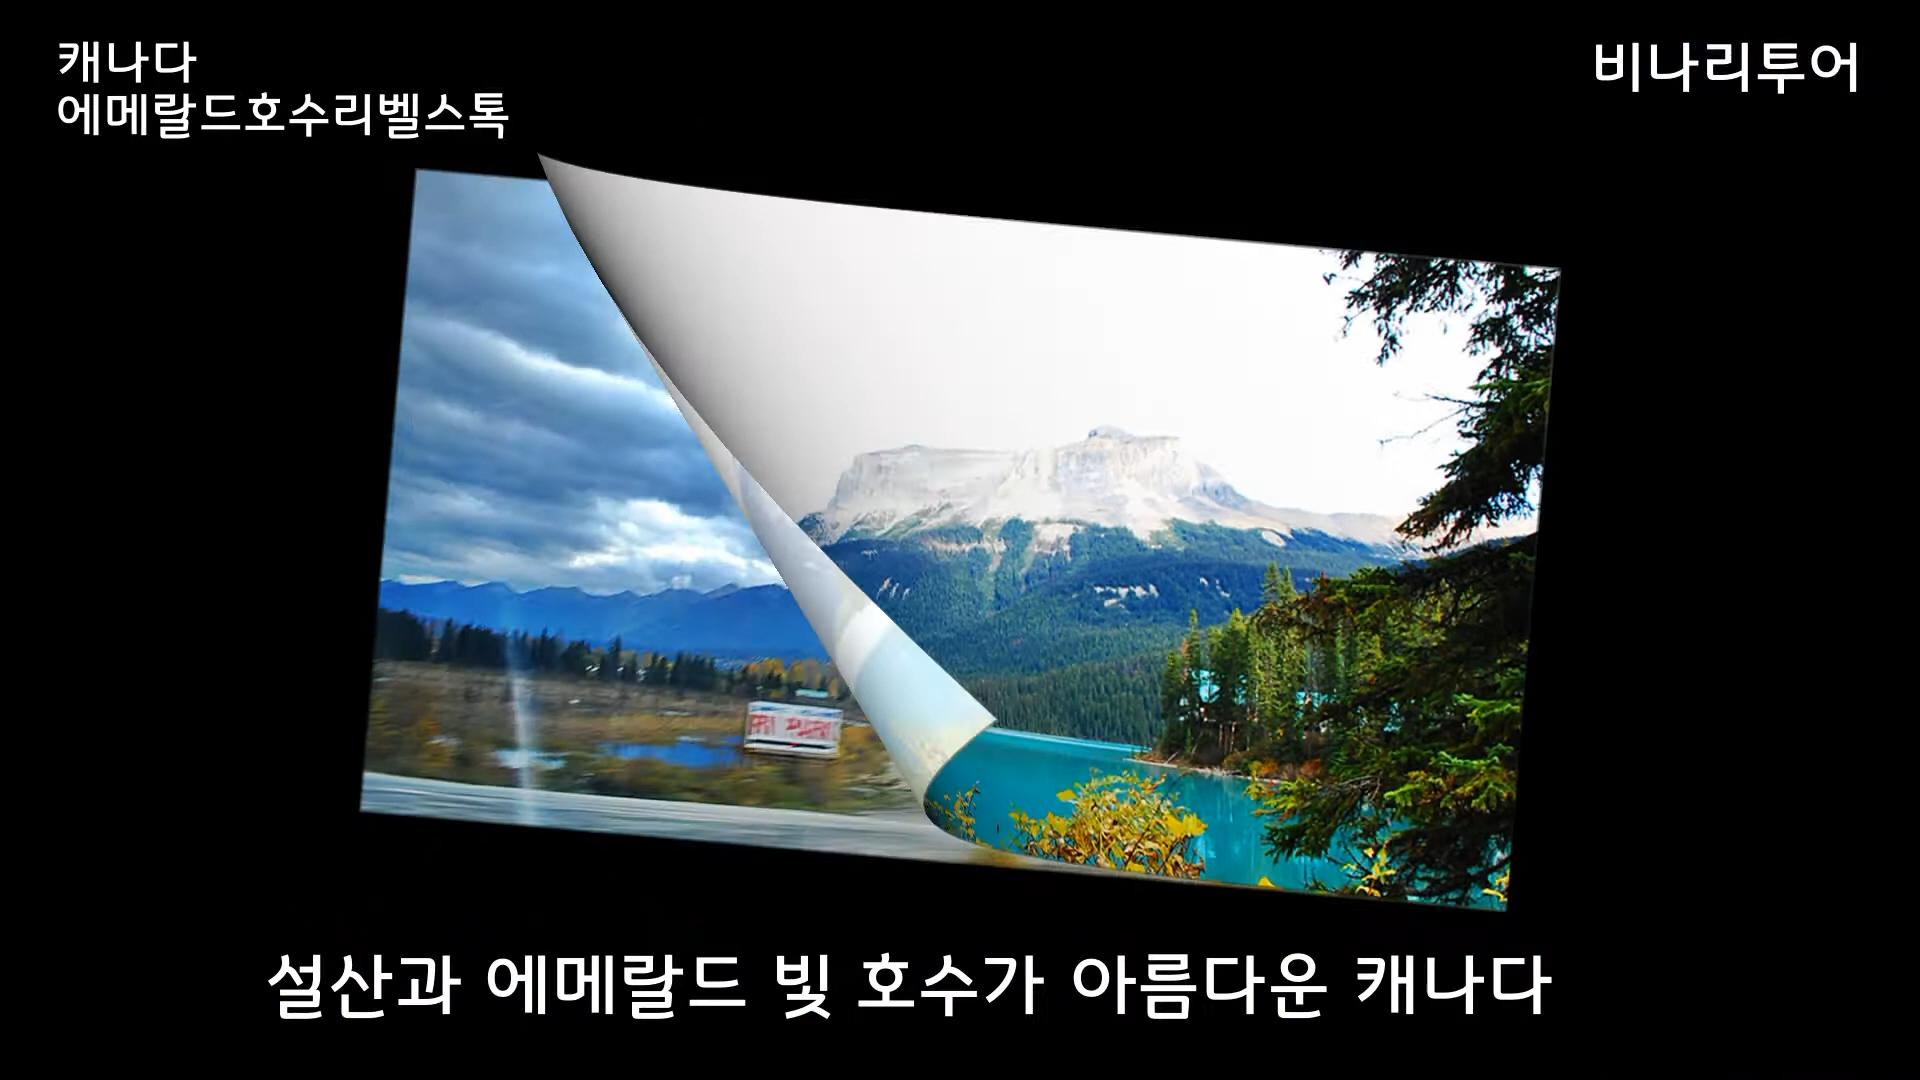 캐나다
에메랄드호수리벨스톡
비나리투어
설산과 에메랄드 빛 호수가 아름다운 캐나다